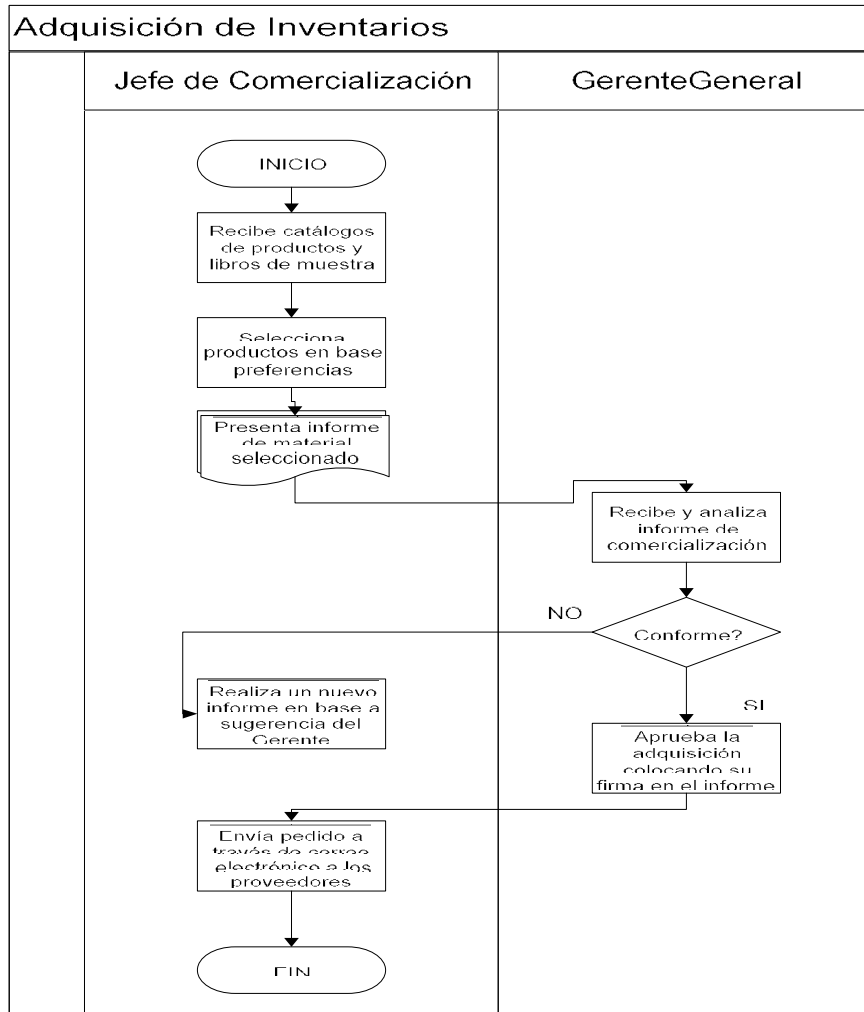 Adquisición de Inventarios
Jefe de Comercialización
GerenteGeneral
INICIO
Recibe catálogos
de productos y
libros de muestra
Selecciona
productos en base
preferencias
Presenta informe
de material
seleccionado
Recibe y analiza
informe de
comercialización
Conforme?
NO
SI
Realiza un nuevo
informe en base a
sugerencia del
Gerente
Aprueba la
adquisición
colocando su
firma en el informe
Envía pedido a
través de correo
electrónico a los
proveedores
FIN